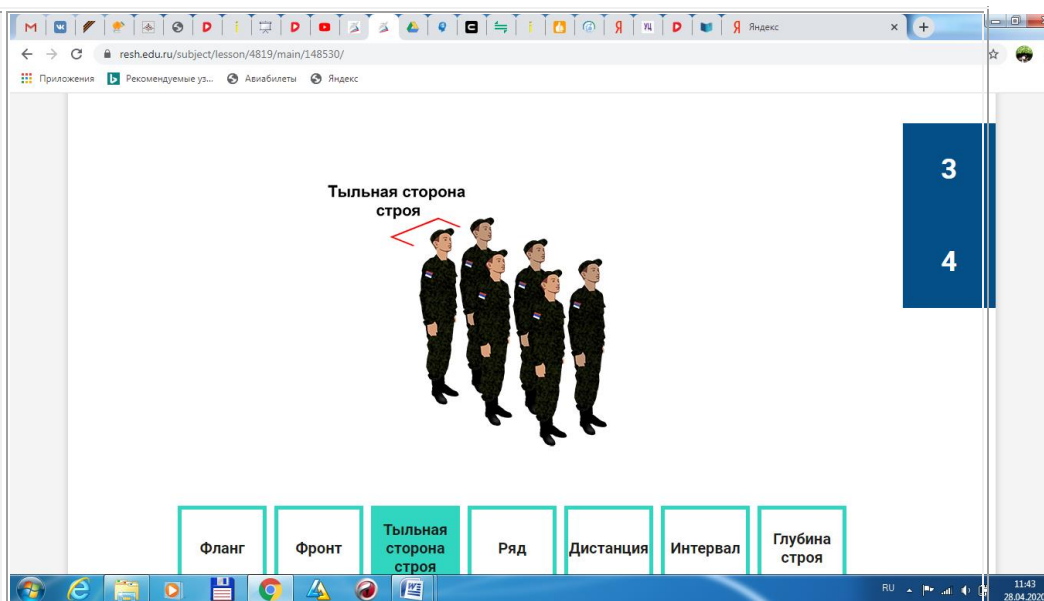 Яндекс
resh.edu.ru/subject/lesson/4819/main/148530/
Приложения Рекомендуемые уз... Авиабилеты Яндекс
3
4
Тыльная сторона
строя
Фланг
Фронт
Тыльная
сторона
строя
Ряд
Дистанция
Интервал
Глубина
строя
RU
11:43
28.04.2020